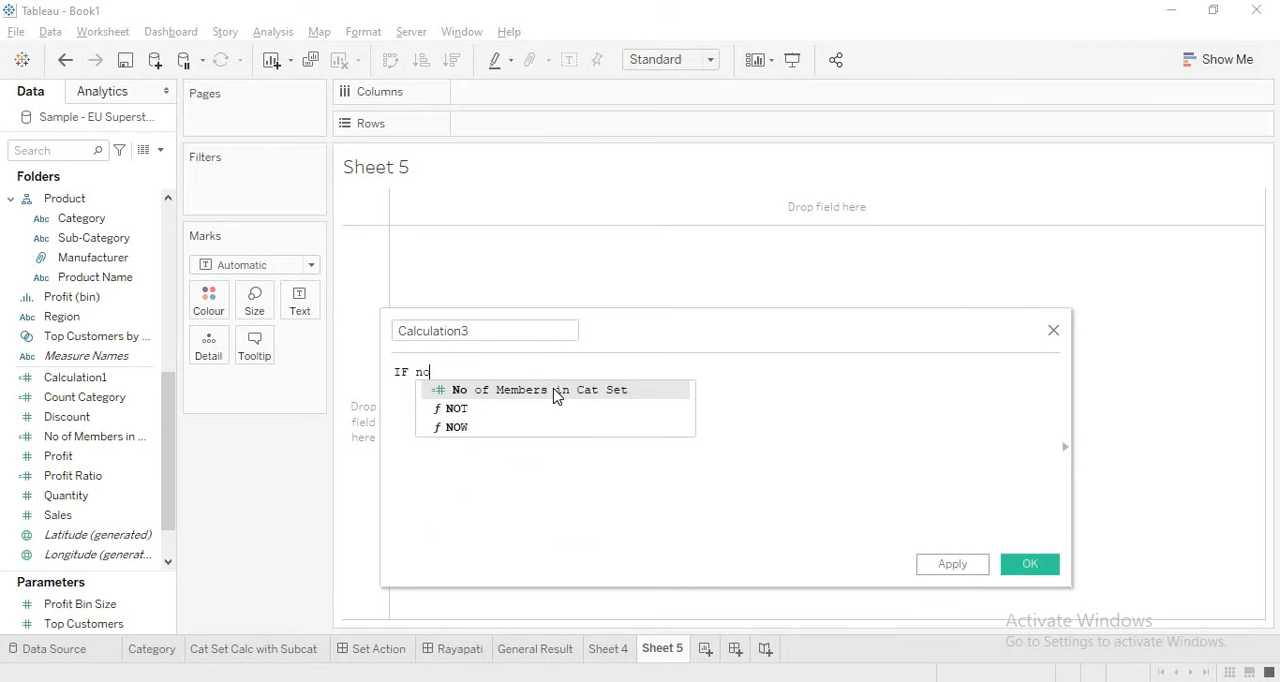 Tableau - Book1
File Data Worksheet Dashboard Story Analysis Map Format Server Window Help
Standard
Show Me
Data Analytics
Sample - EU Superst...
Search
Folders
Product
Abc Category
Abc Sub-Category
Manufacturer
Abc Product Name
Profit (bin)
Abc Region
Top Customers by ...
Abc Measure Names
=# Calculation1
=# Count Category
# Discount
=# No of Members in ...
# Profit
=# Profit Ratio
# Quantity
# Sales
Latitude (generated)
Longitude (generat...
Parameters
# Profit Bin Size
# Top Customers
Pages
Filters
Marks
Automatic
Colour Size Text
Detail Tooltip
Columns
Rows
Sheet 5
Drop field here
Drop
field
here
Calculation3
IF no
=# No of Members in Cat Set
f NOT
f NOW
Apply OK
Activate Windows
Go to Settings to activate Windows.
Data Source Category Cat Set Calc with Subcat Set Action Rayapati General Result Sheet 4 Sheet 5